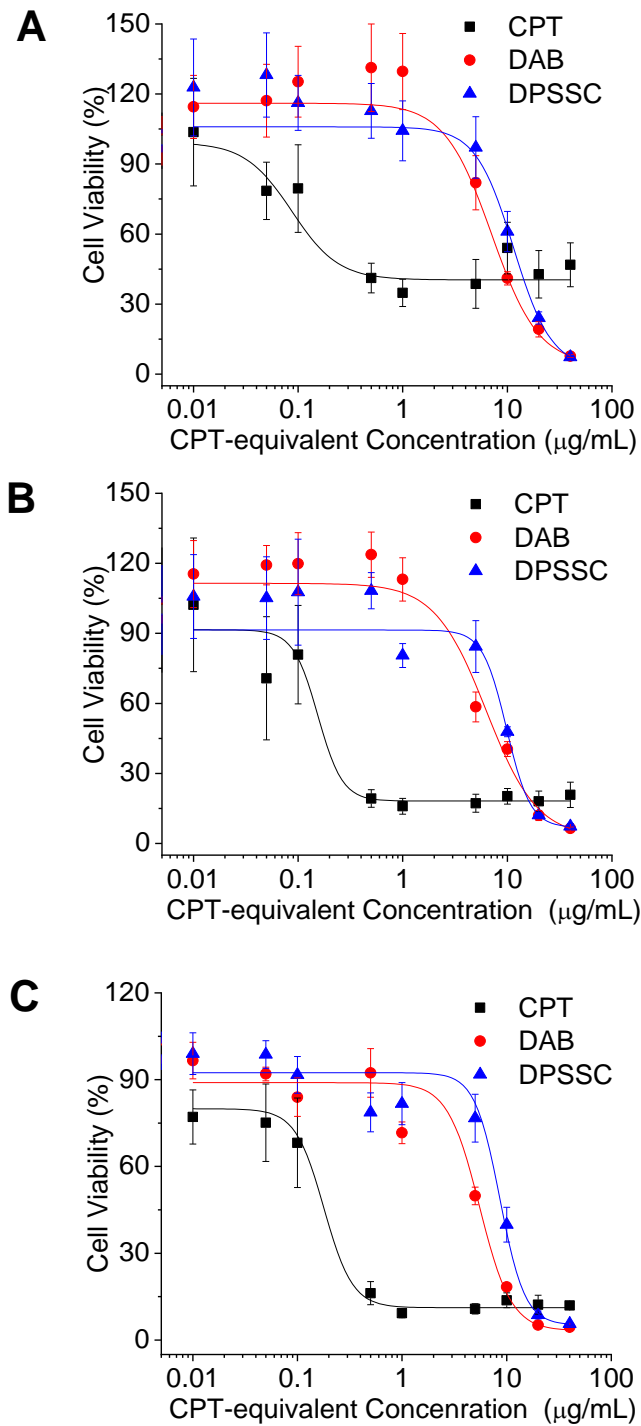 A
150
120
90
60
30
0
Cell Viability (%)
CPT
DAB
DPSSC
0.01 0.1 1 10 100
CPT-equivalent Concentration (μg/mL)
B
150
120
90
60
30
0
Cell Viability (%)
CPT
DAB
DPSSC
0.01 0.1 1 10 100
CPT-equivalent Concentration (μg/mL)
C
120
90
60
30
0
Cell Viability (%)
CPT
DAB
DPSSC
0.01 0.1 1 10 100
CPT-equivalent Concenration (μg/mL)